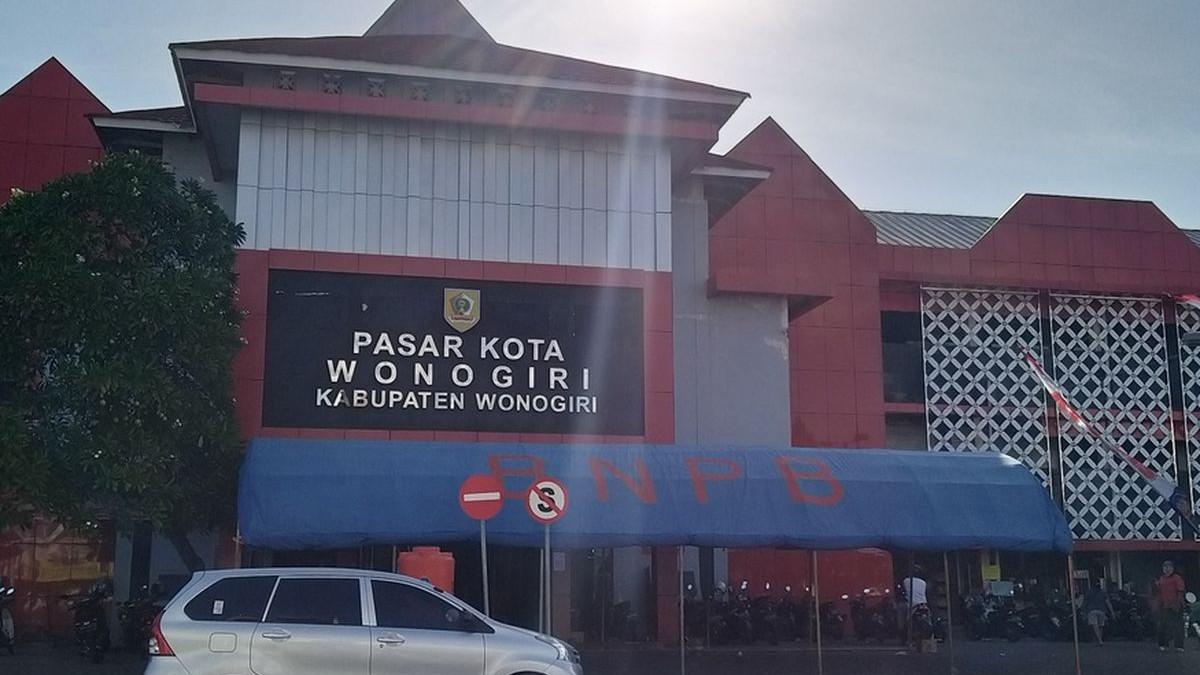 PASAR KOTA
WONOGIRI
KABUPATEN WONOGIRI
BNPB
S